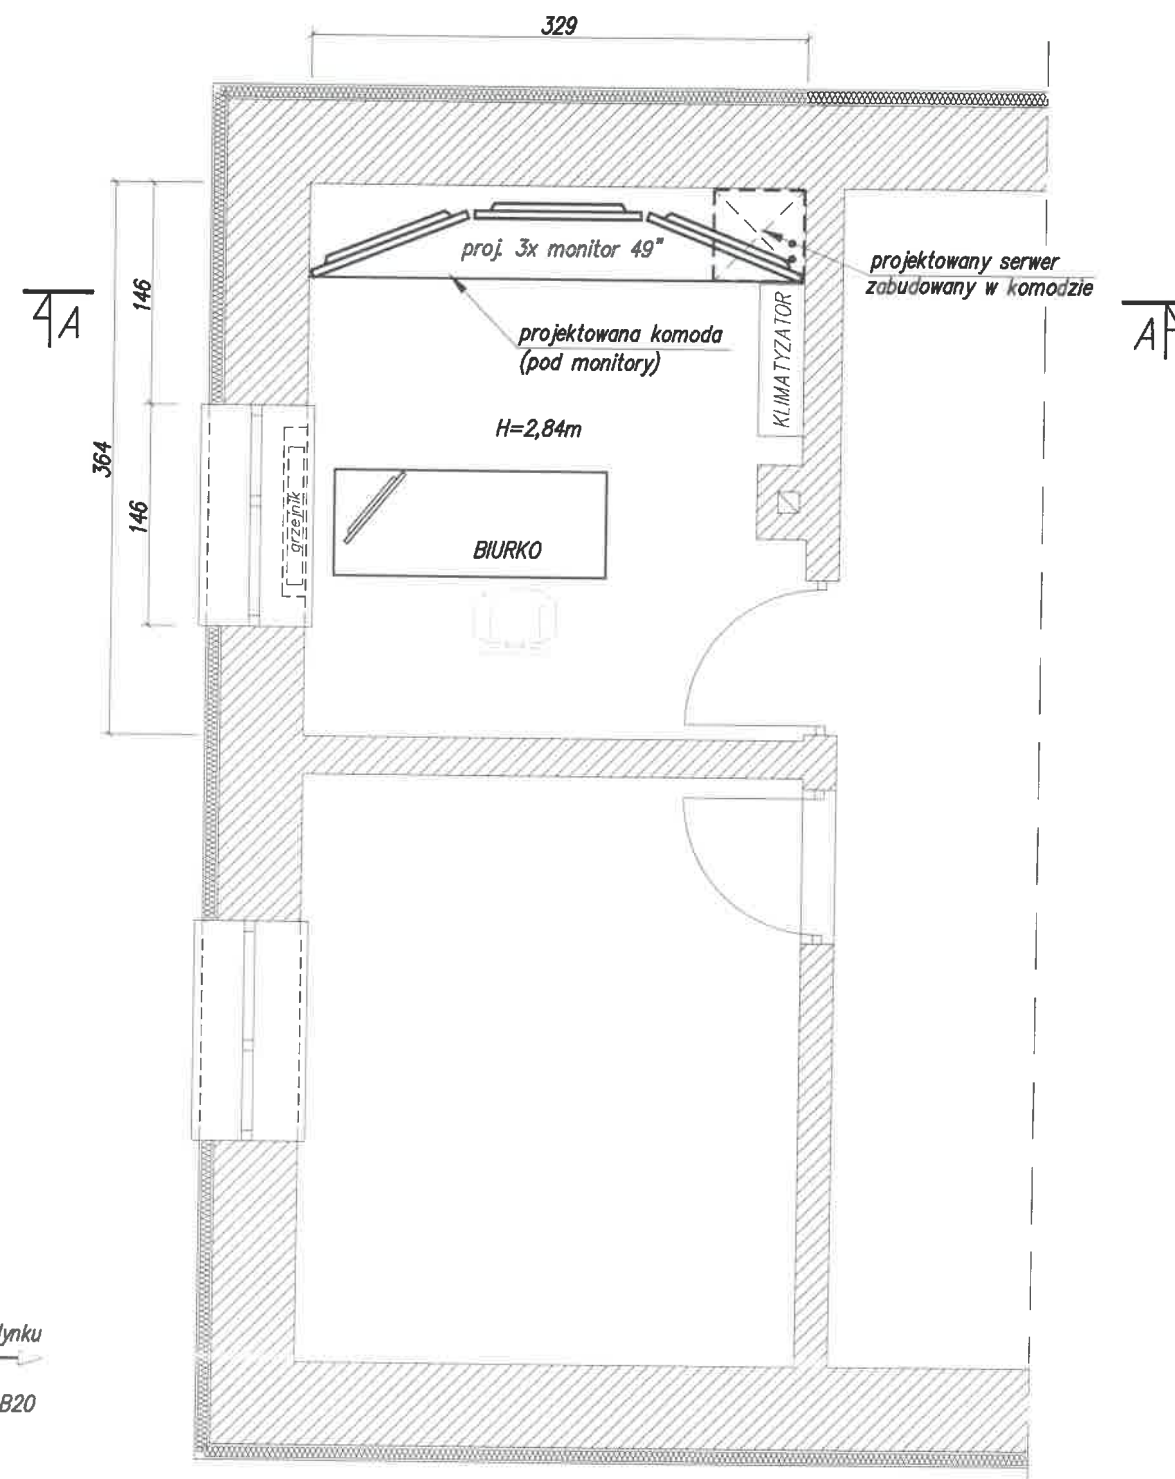 329
proj. 3x monitor 49"
projektowany serwer
zabudowany w komodzie
146
A
A
projektowana komoda
(pod monitory)
KLIMATYZATOR
H=2,84m
364
146
grzejnik
BIURKO
B20